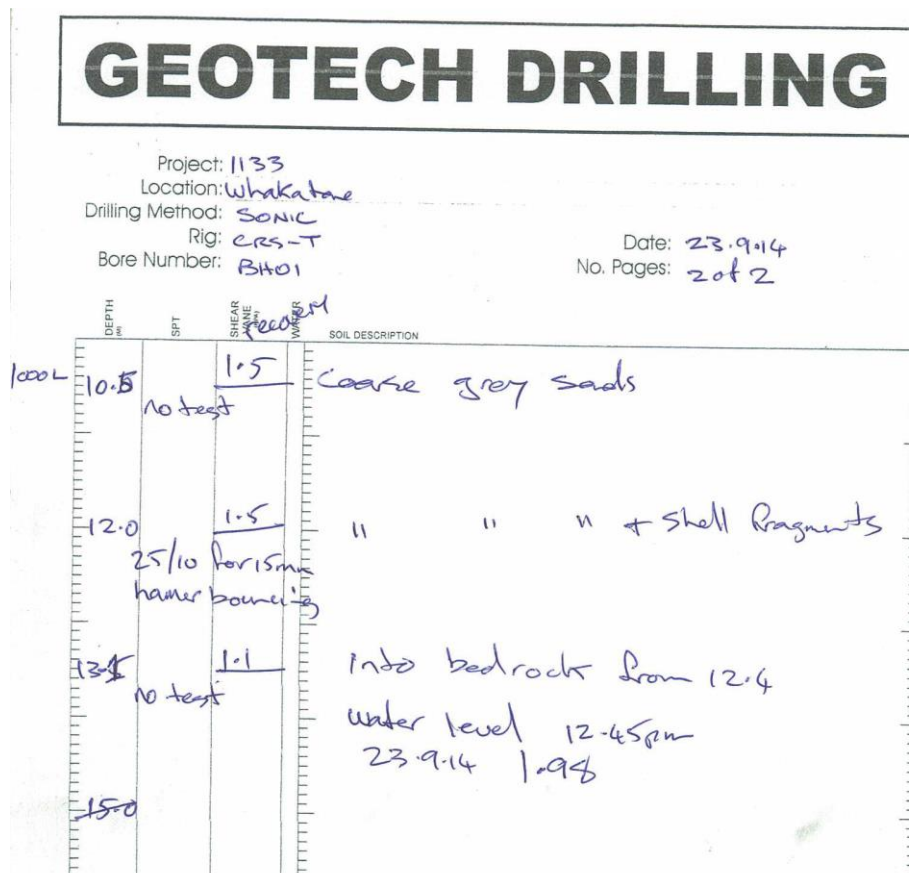 GEOTECH DRILLING
Project: 1133
Location: Whakatane
Drilling Method: SONIC
Rig: CRS-T
Bore Number: BH01
Date: 23.9.14
No. Pages: 2 of 2
DEPTH (M) SPT SHEAR VANE recovery WATER SOIL DESCRIPTION
1000L 10.5 1.5 Coarse grey sands
no test
12.0 1.5 " " " + Shell fragments
25/10 for 15mm
hamer bouncing
13.1 1.1 into bedrock from 12.4
no test
water level 12.45pm
23.9.14 1.98
15.0